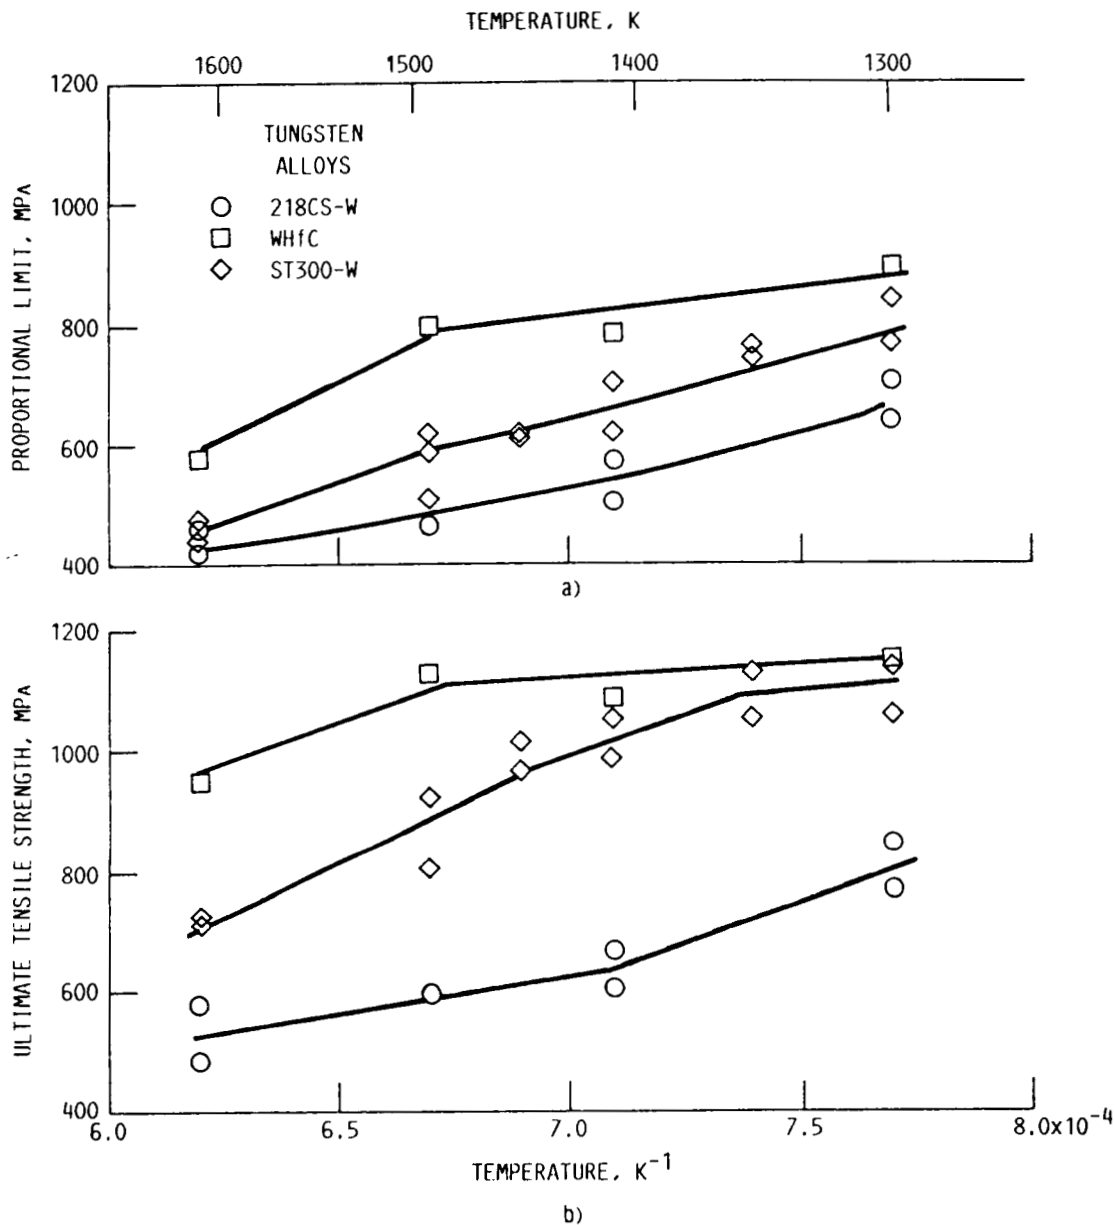 TEMPERATURE, K
1600 1500 1400 1300
1200
1000
800
600
400
PROPORTIONAL LIMIT, MPA
TUNGSTEN
ALLOYS
218CS-W
WHfC
ST300-W
a)
1200
1000
800
600
400
ULTIMATE TENSILE STRENGTH, MPA
6.0 6.5 7.0 7.5 8.0x10⁻⁴
TEMPERATURE, K⁻¹
b)